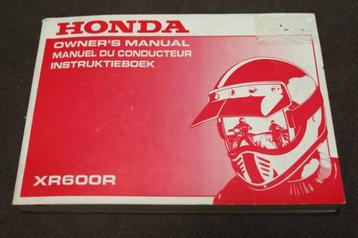 HONDA
OWNER'S MANUAL
MANUEL DU CONDUCTEUR
INSTRUKTIEBOEK
XR600R